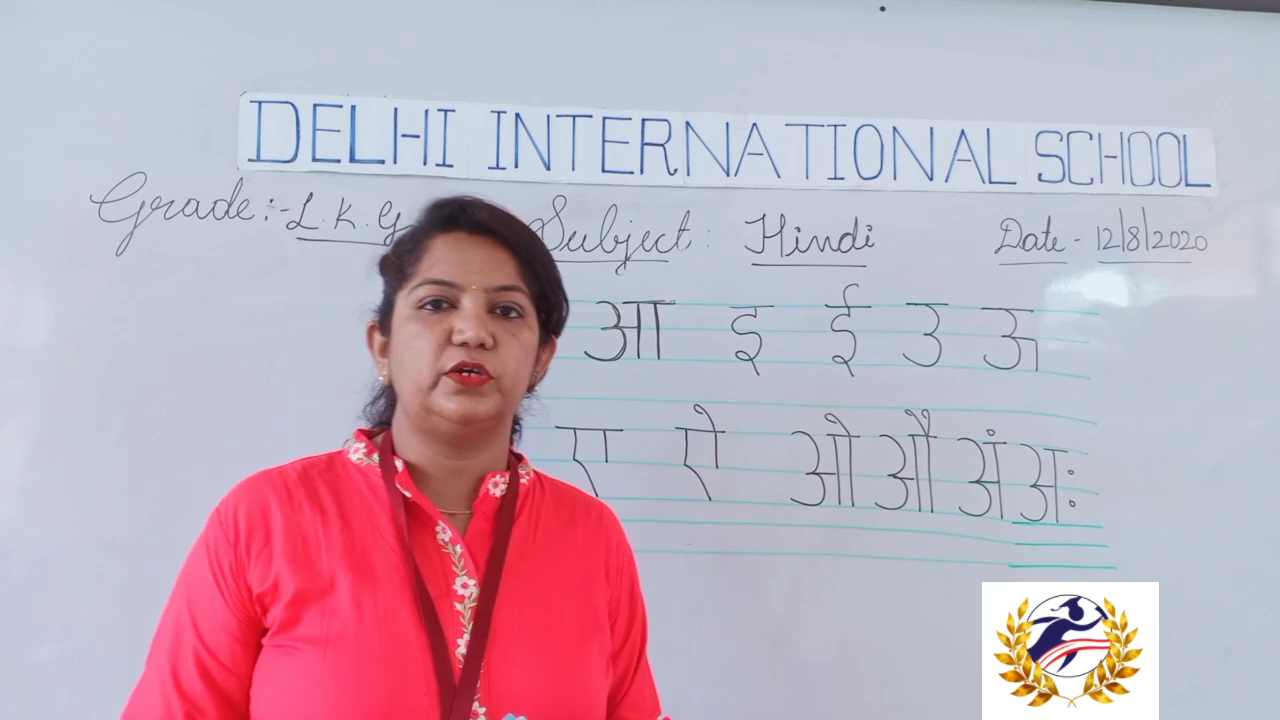 DELHI INTERNATIONAL SCHOOL
Grade:- L.K.G Subject: Hindi Date - 12/8/2020
आ इ ई उ ऊ
ए ऐ ओ औ अं अः